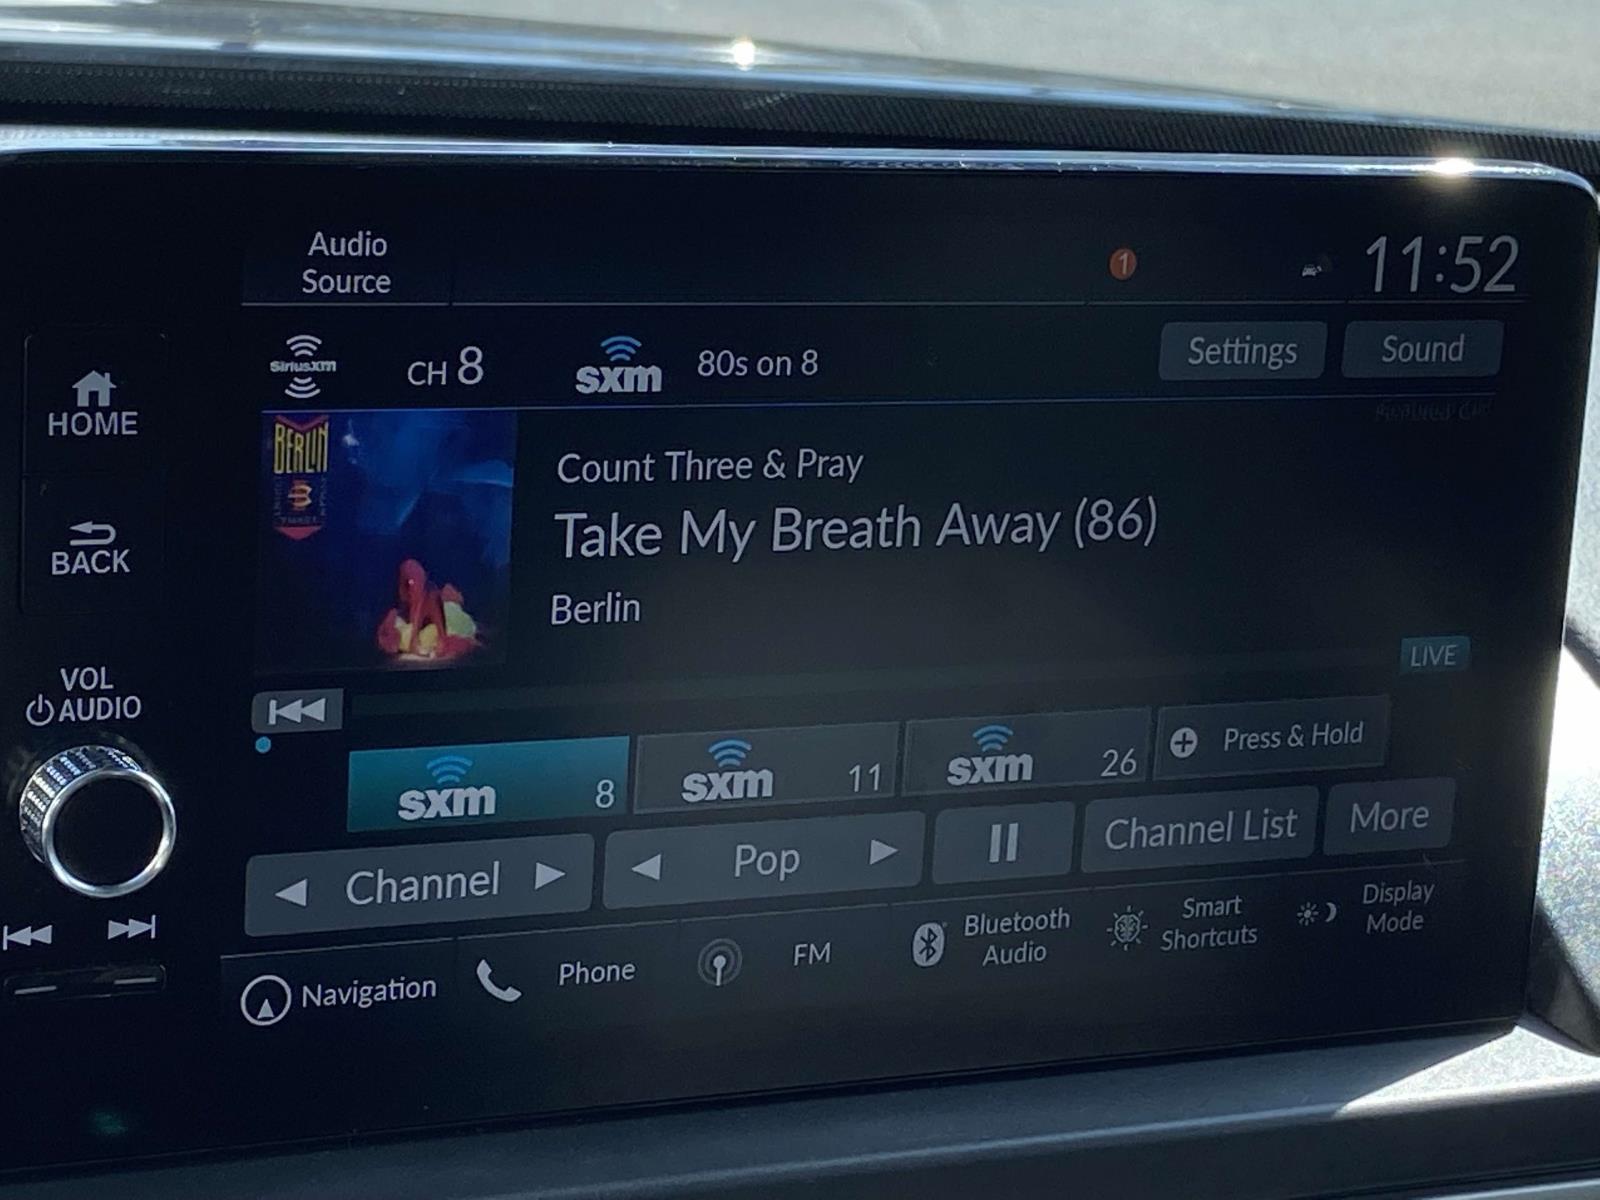 Audio
Source
1
11:52
SiriusXM
CH 8
sxm
80s on 8
Settings
Sound
HOME
BERLIN
Count Three & Pray
Take My Breath Away (86)
BACK
Berlin
LIVE
VOL
AUDIO
sxm 8
sxm 11
sxm 26
Press & Hold
Channel
Pop
Channel List
More
Navigation
Phone
FM
Bluetooth
Audio
Smart
Shortcuts
Display
Mode